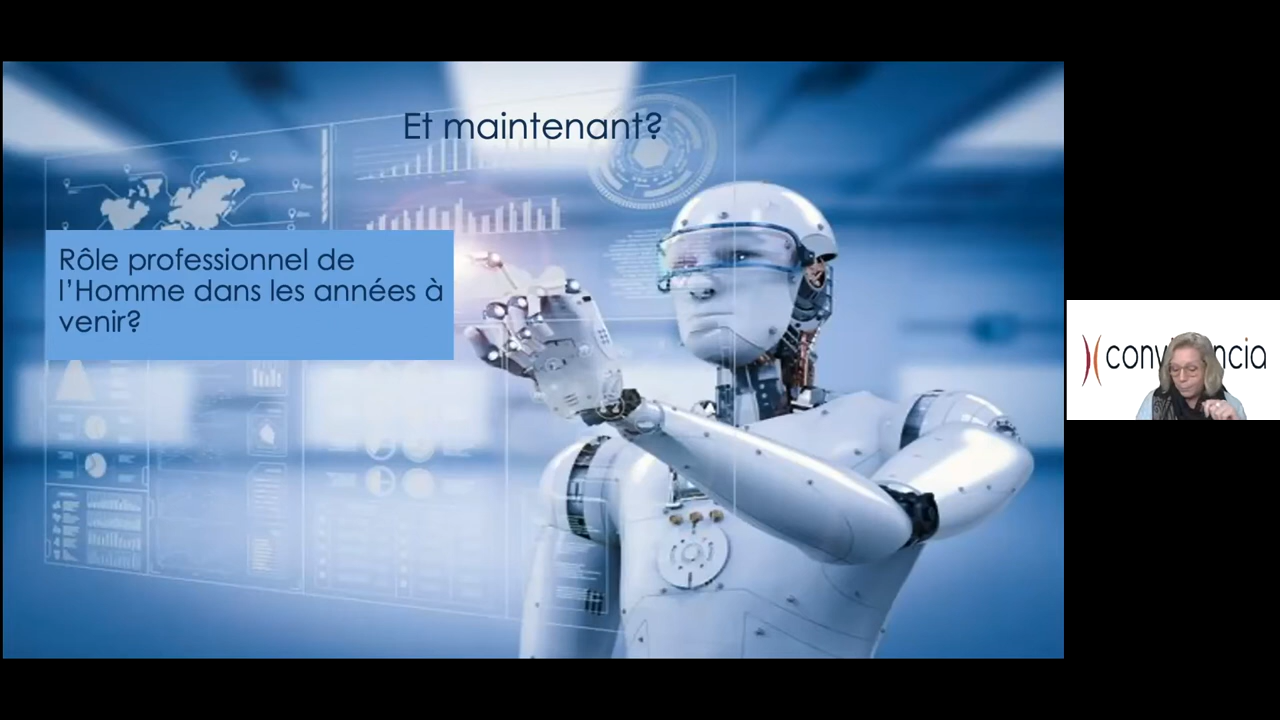 Et maintenant?
Rôle professionnel de
l'Homme dans les années à
venir?